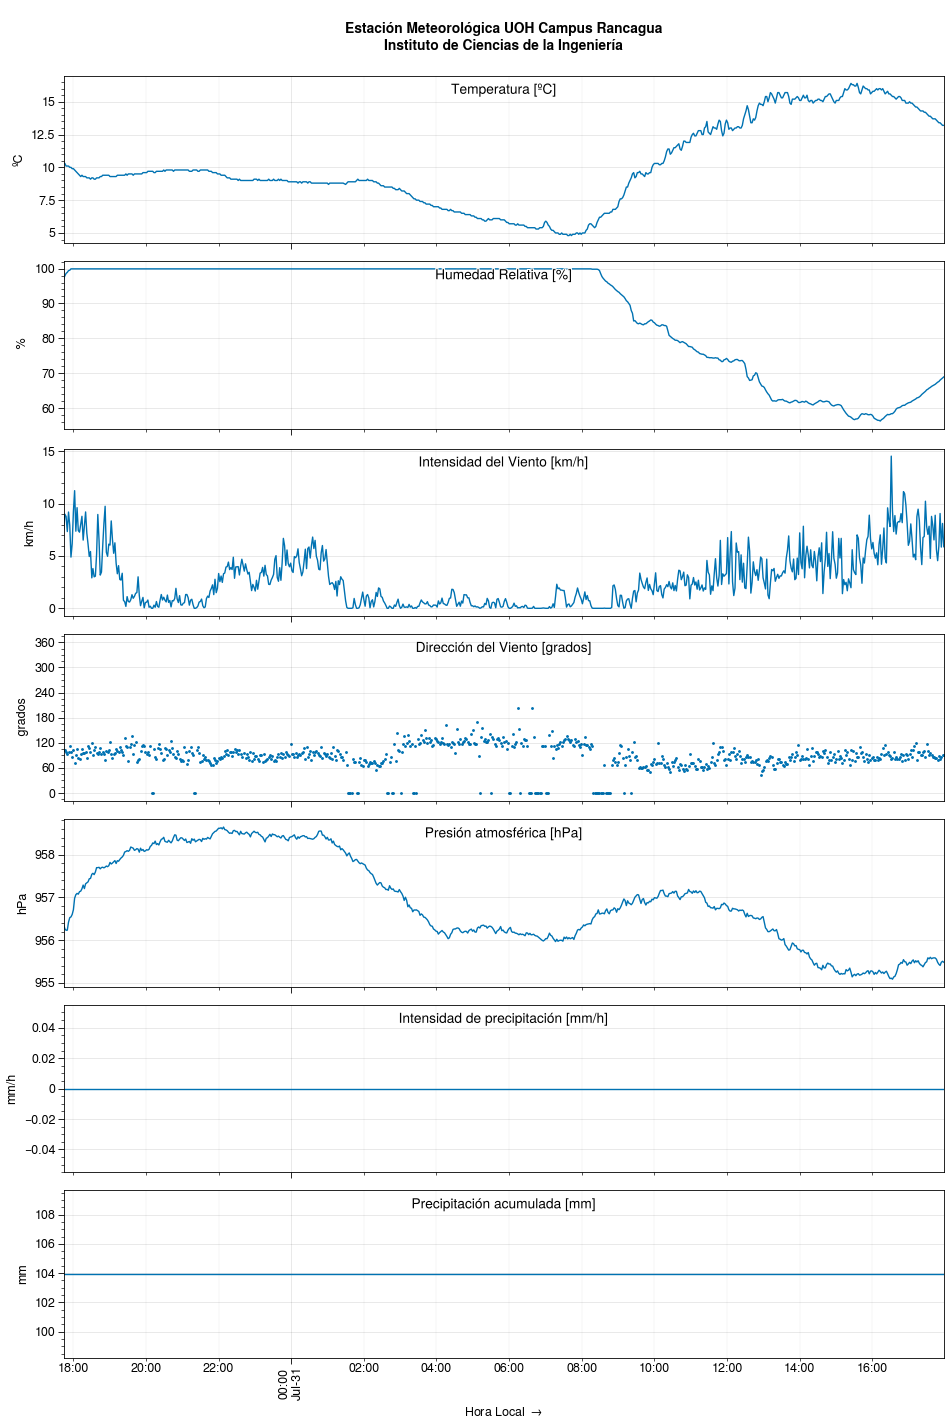 Estación Meteorológica UOH Campus Rancagua
Instituto de Ciencias de la Ingeniería
Temperatura [ºC]
ºC
15
12.5
10
7.5
5
Humedad Relativa [%]
%
100
90
80
70
60
Intensidad del Viento [km/h]
km/h
15
10
5
0
Dirección del Viento [grados]
grados
360
300
240
180
120
60
0
Presión atmosférica [hPa]
hPa
958
957
956
955
Intensidad de precipitación [mm/h]
mm/h
0.04
0.02
0
−0.02
−0.04
Precipitación acumulada [mm]
mm
108
106
104
102
100
18:00 20:00 22:00 00:00 02:00 04:00 06:00 08:00 10:00 12:00 14:00 16:00
Jul-31
Hora Local →